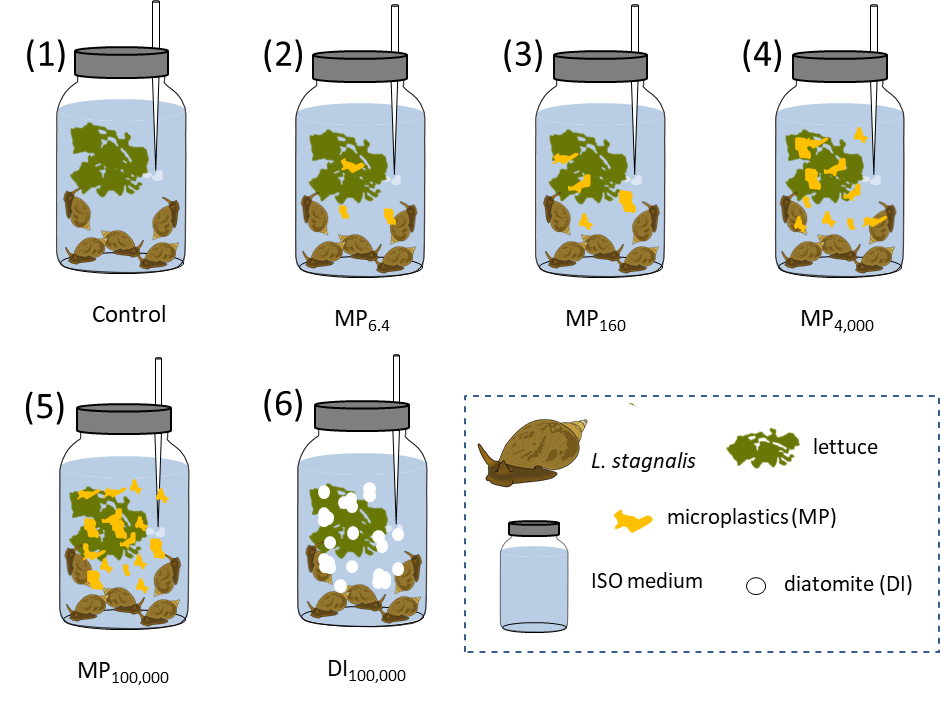 (1)
(2)
(3)
(4)
Control
MP6.4
MP160
MP4,000
(5)
(6)
MP100,000
DI100,000
L. stagnalis
lettuce
microplastics (MP)
ISO medium
diatomite (DI)